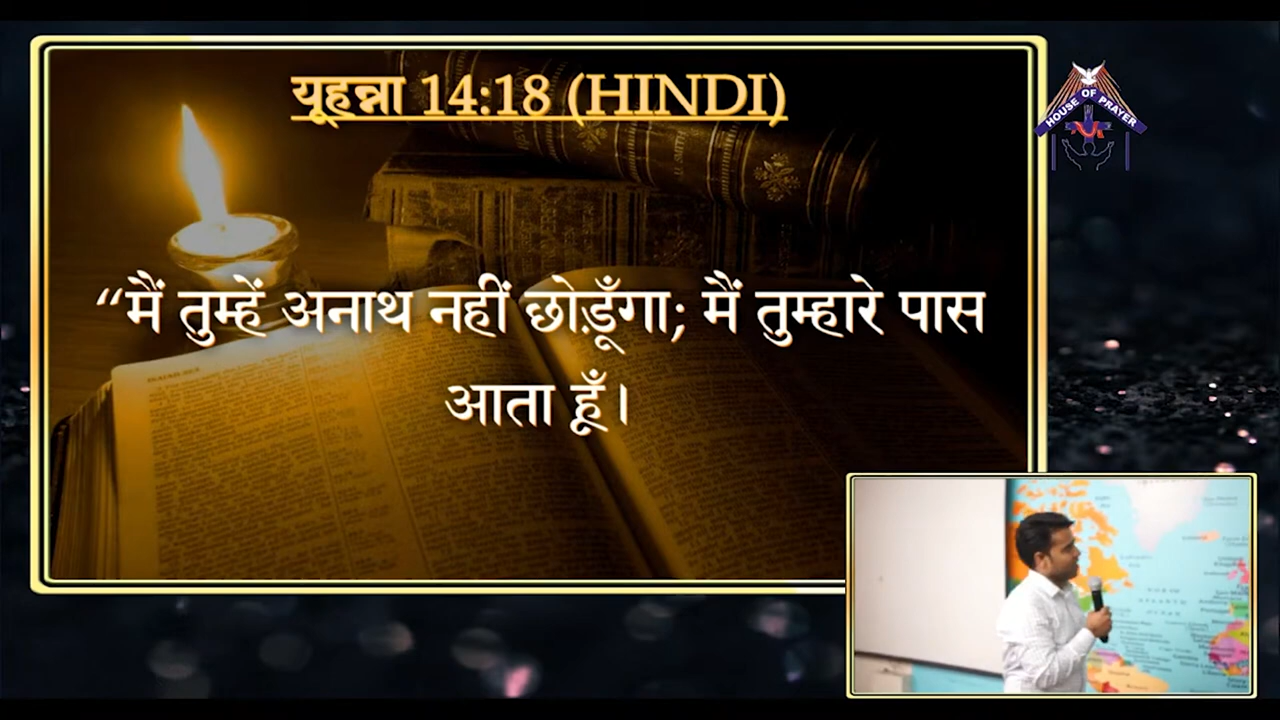 यूहन्ना 14:18 (HINDI)
HOUSE OF PRAYER
“मैं तुम्हें अनाथ नहीं छोड़ूँगा; मैं तुम्हारे पास
आता हूँ।